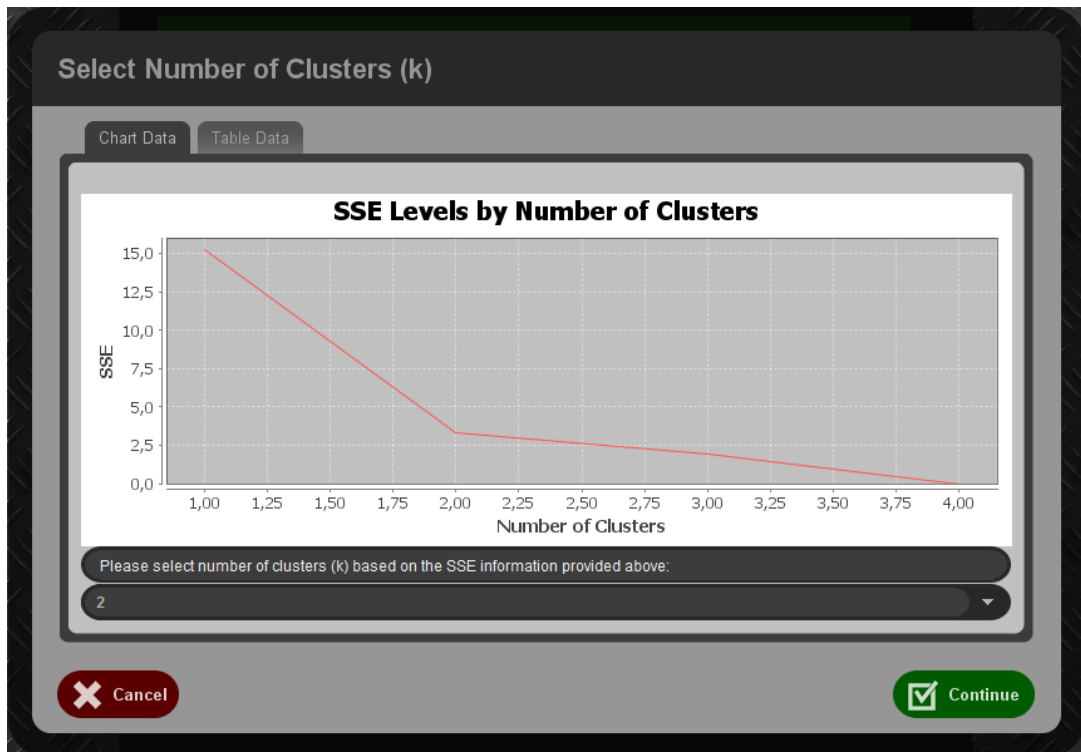 Select Number of Clusters (k)
Chart Data Table Data
SSE Levels by Number of Clusters
15,0
12,5
10,0
7,5
5,0
2,5
0,0
SSE
1,00 1,25 1,50 1,75 2,00 2,25 2,50 2,75 3,00 3,25 3,50 3,75 4,00
Number of Clusters
Please select number of clusters (k) based on the SSE information provided above:
2
Cancel Continue